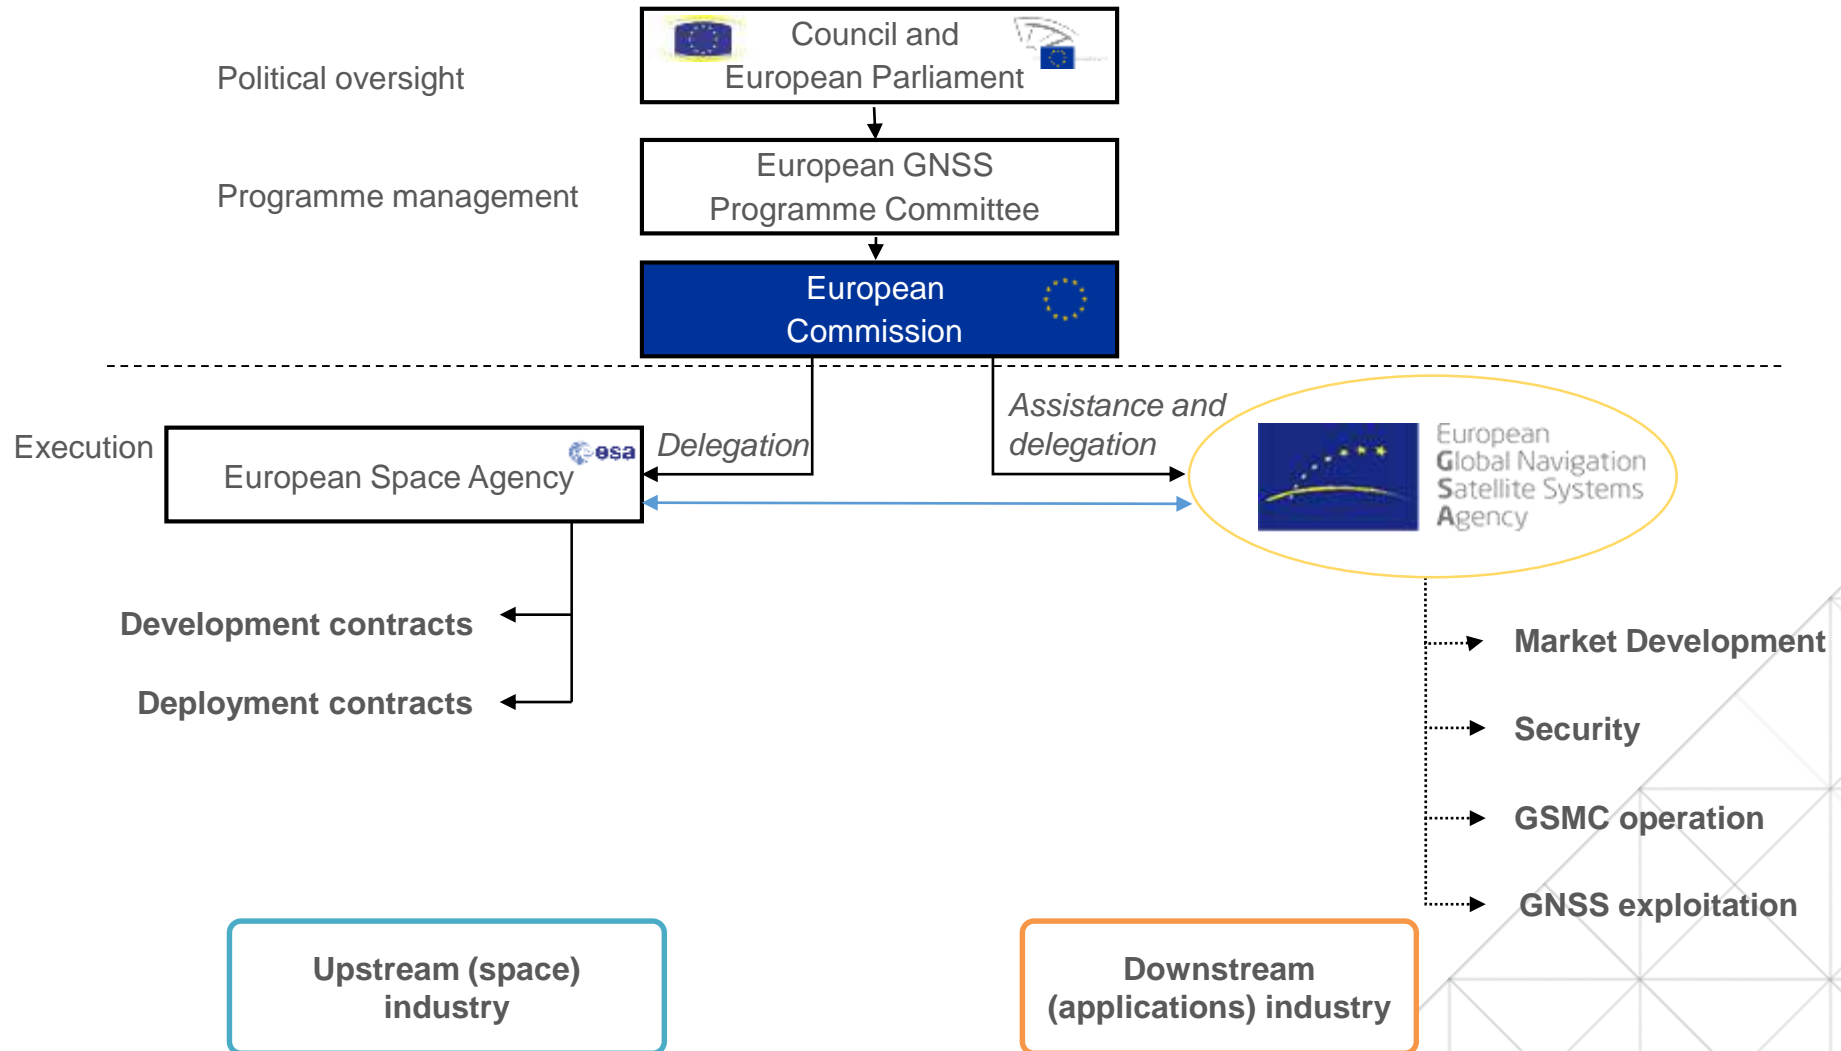 Council and
European Parliament
Political oversight
European GNSS
Programme Committee
Programme management
European
Commission
Assistance and
delegation
Delegation
Execution
esa
European Space Agency
European
Global Navigation
Satellite Systems
Agency
Development contracts
Deployment contracts
Market Development
Security
GSMC operation
GNSS exploitation
Upstream (space)
industry
Downstream
(applications) industry